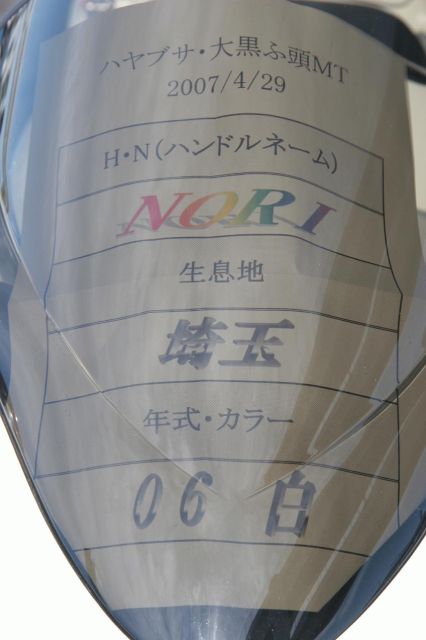 ハヤブサ・大黒ふ頭MT
2007/4/29
H・N(ハンドルネーム)
NORI
生息地
埼玉
年式・カラー
06 白